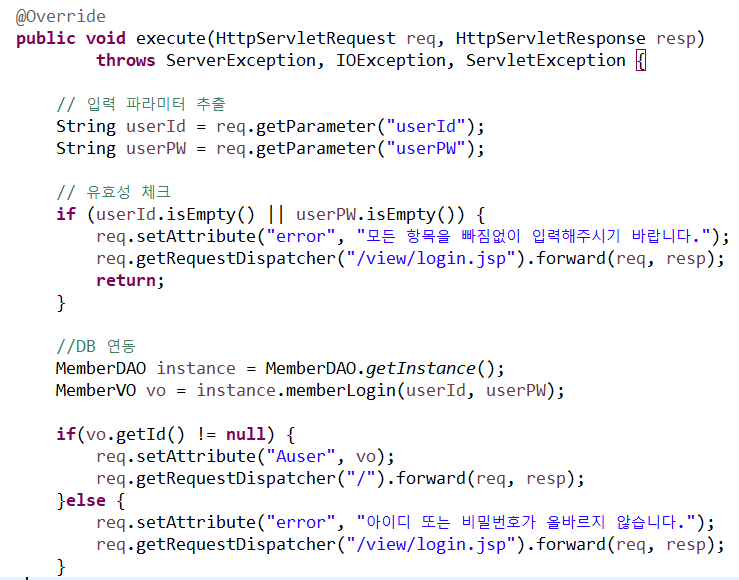 @Override
public void execute(HttpServletRequest req, HttpServletResponse resp)
        throws ServerException, IOException, ServletException {

    // 입력 파라미터 추출
    String userId = req.getParameter("userId");
    String userPW = req.getParameter("userPW");

    // 유효성 체크
    if (userId.isEmpty() || userPW.isEmpty()) {
        req.setAttribute("error", "모든 항목을 빠짐없이 입력해주시기 바랍니다.");
        req.getRequestDispatcher("/view/login.jsp").forward(req, resp);
        return;
    }

    //DB 연동
    MemberDAO instance = MemberDAO.getInstance();
    MemberVO vo = instance.memberLogin(userId, userPW);

    if(vo.getId() != null) {
        req.setAttribute("Auser", vo);
        req.getRequestDispatcher("/").forward(req, resp);
    }else {
        req.setAttribute("error", "아이디 또는 비밀번호가 올바르지 않습니다.");
        req.getRequestDispatcher("/view/login.jsp").forward(req, resp);
    }